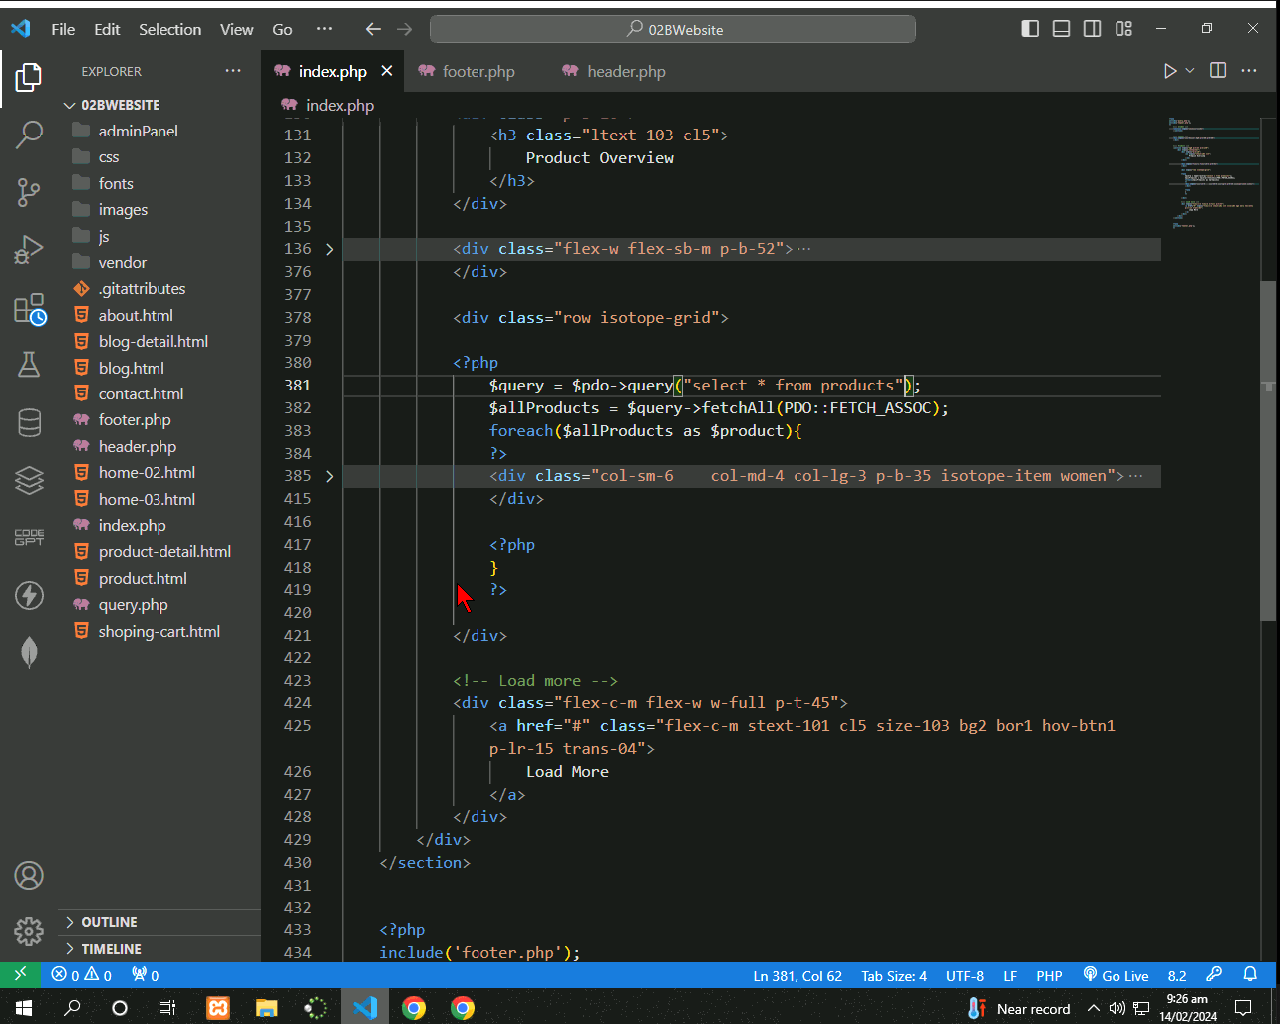 File Edit Selection View Go ··· 02BWebsite
EXPLORER ···
02BWEBSITE
adminPanel
css
fonts
images
js
vendor
.gitattributes
about.html
blog-detail.html
blog.html
contact.html
footer.php
header.php
home-02.html
home-03.html
index.php
product-detail.html
product.html
query.php
shoping-cart.html
OUTLINE
TIMELINE
CODE
GPT
index.php footer.php header.php
index.php
131 <h3 class="ltext 103 cl5">
132 Product Overview
133 </h3>
134 </div>
135
136 <div class="flex-w flex-sb-m p-b-52">···
376 </div>
377
378 <div class="row isotope-grid">
379
380 <?php
381 $query = $pdo->query("select * from products");
382 $allProducts = $query->fetchAll(PDO::FETCH_ASSOC);
383 foreach($allProducts as $product){
384 ?>
385 <div class="col-sm-6 col-md-4 col-lg-3 p-b-35 isotope-item women">···
415 </div>
416
417 <?php
418 }
419 ?>
420
421 </div>
422
423 <!-- Load more -->
424 <div class="flex-c-m flex-w w-full p-t-45">
425 <a href="#" class="flex-c-m stext-101 cl5 size-103 bg2 bor1 hov-btn1
p-lr-15 trans-04">
426 Load More
427 </a>
428 </div>
429 </div>
430 </section>
431
432
433 <?php
434 include('footer.php');
0 0 0 Ln 381, Col 62 Tab Size: 4 UTF-8 LF PHP Go Live 8.2
Near record 9:26 am
14/02/2024